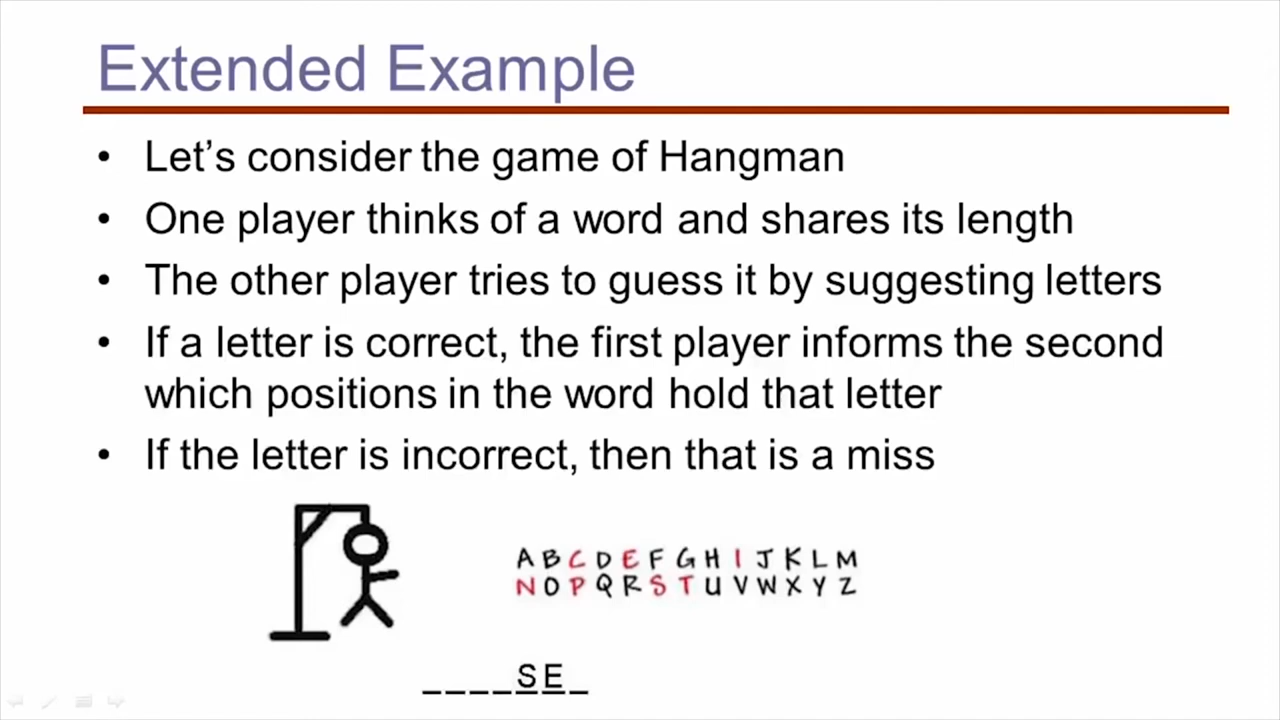 Extended Example
• Let's consider the game of Hangman
• One player thinks of a word and shares its length
• The other player tries to guess it by suggesting letters
• If a letter is correct, the first player informs the second
which positions in the word hold that letter
• If the letter is incorrect, then that is a miss
A B C D E F G H I J K L M
N O P Q R S T U V W X Y Z
_ _ _ _ S E _